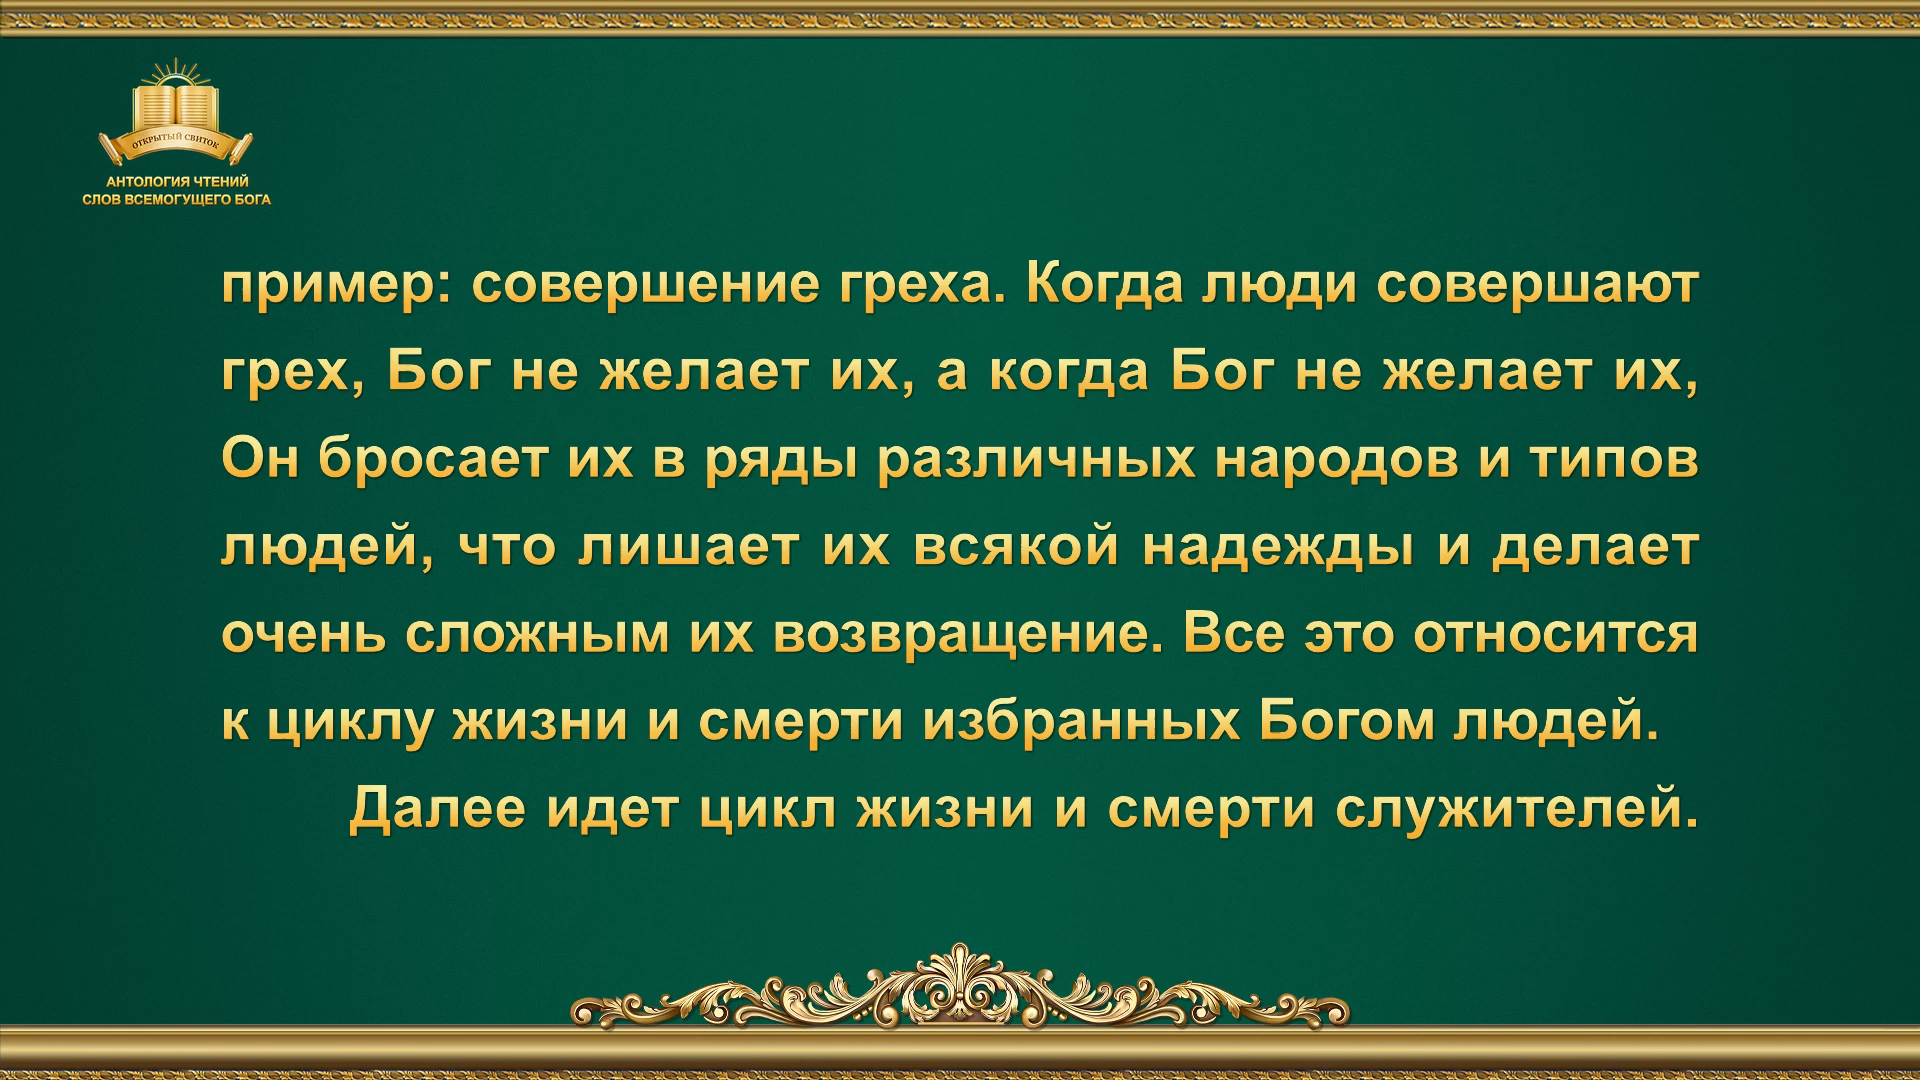 ОТКРЫТЫЙ СВИТОК
АНТОЛОГИЯ ЧТЕНИЙ
СЛОВ ВСЕМОГУЩЕГО БОГА
пример: совершение греха. Когда люди совершают
грех, Бог не желает их, а когда Бог не желает их,
Он бросает их в ряды различных народов и типов
людей, что лишает их всякой надежды и делает
очень сложным их возвращение. Все это относится
к циклу жизни и смерти избранных Богом людей.
Далее идет цикл жизни и смерти служителей.